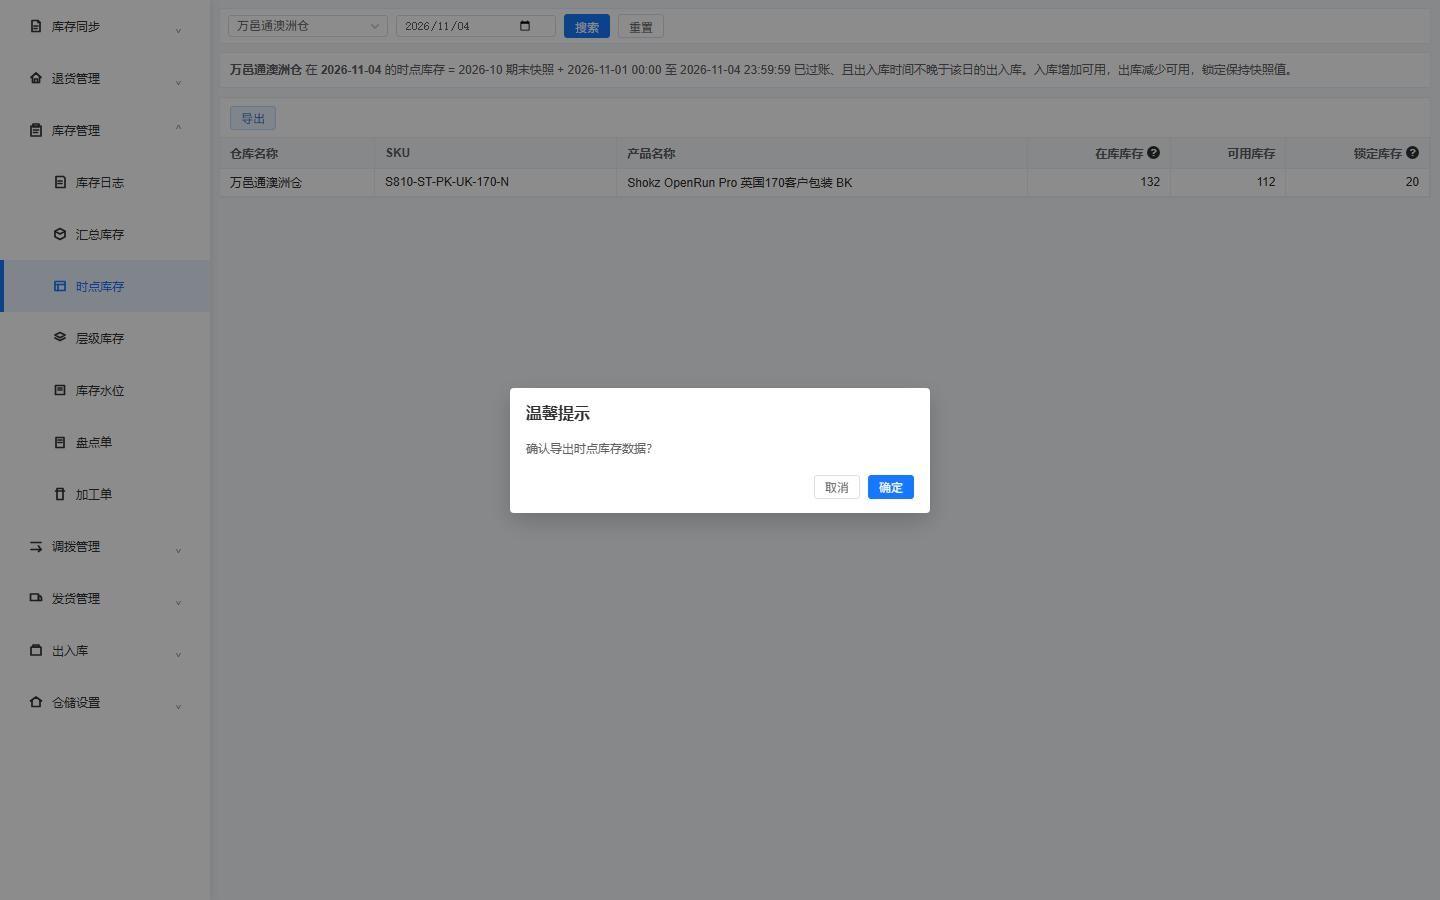 库存同步
退货管理
库存管理
库存日志
汇总库存
时点库存
层级库存
库存水位
盘点单
加工单
调拨管理
发货管理
出入库
仓储设置
万邑通澳洲仓 2026/11/04 搜索 重置
万邑通澳洲仓 在 2026-11-04 的时点库存 = 2026-10 期末快照 + 2026-11-01 00:00 至 2026-11-04 23:59:59 已过账、且出入库时间不晚于该日的出入库。入库增加可用，出库减少可用，锁定保持快照值。
导出
仓库名称 SKU 产品名称 在库库存 ? 可用库存 锁定库存 ?
万邑通澳洲仓 S810-ST-PK-UK-170-N Shokz OpenRun Pro 英国170客户包装 BK 132 112 20
温馨提示
确认导出时点库存数据?
取消 确定